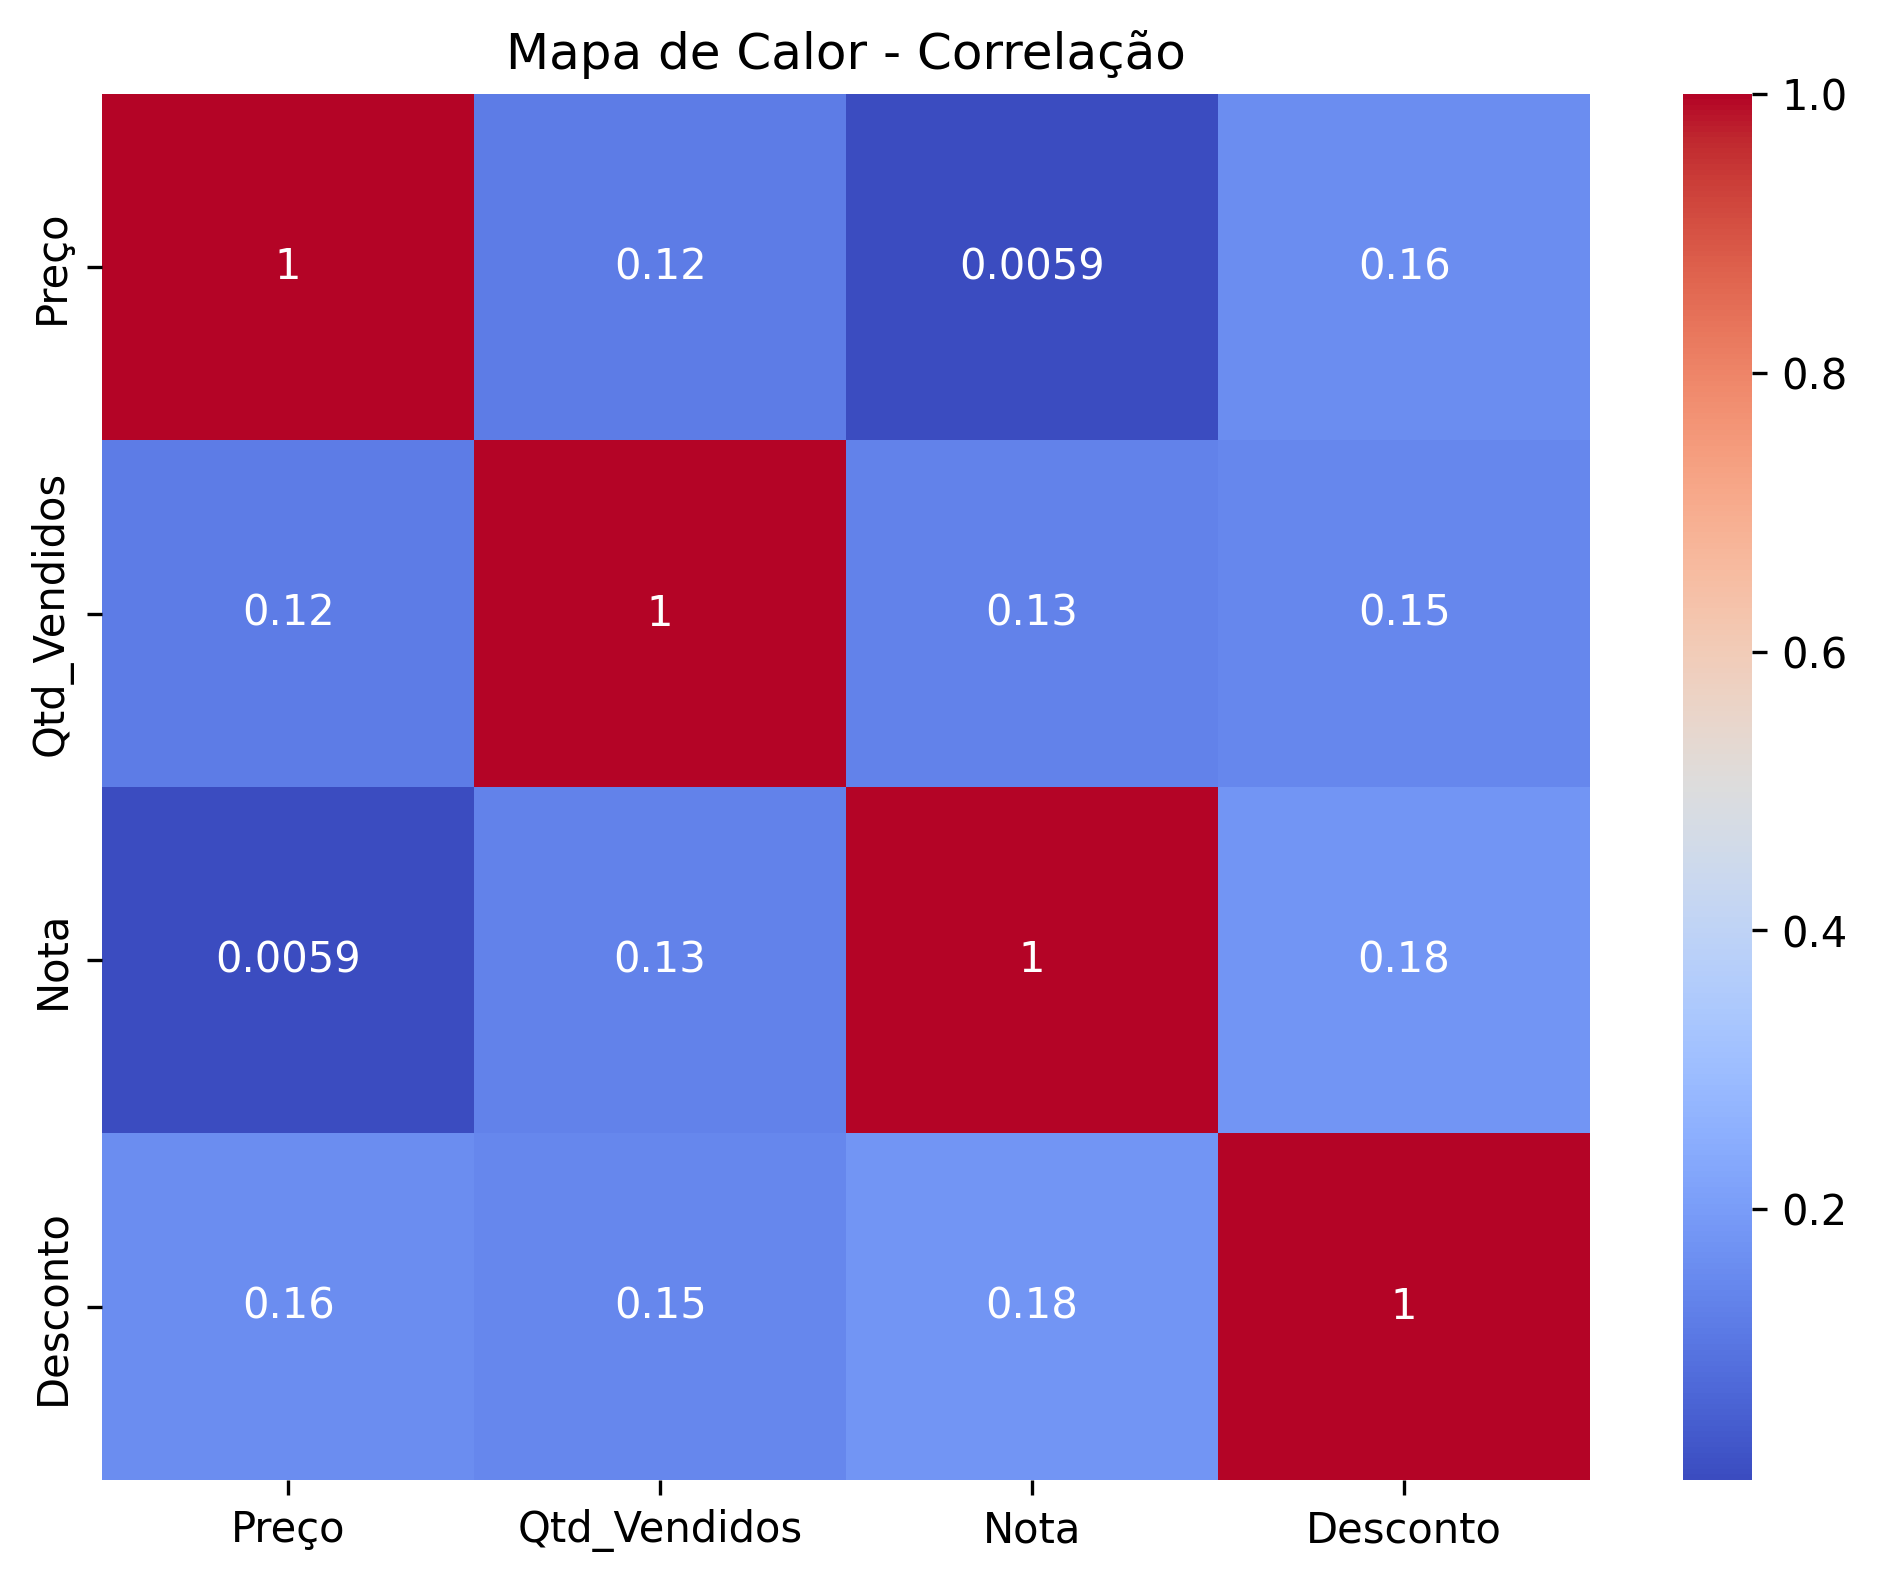 Mapa de Calor - Correlação
Preço
1 0.12 0.0059 0.16
Qtd_Vendidos
0.12 1 0.13 0.15
Nota
0.0059 0.13 1 0.18
Desconto
0.16 0.15 0.18 1
Preço Qtd_Vendidos Nota Desconto
1.0
0.8
0.6
0.4
0.2